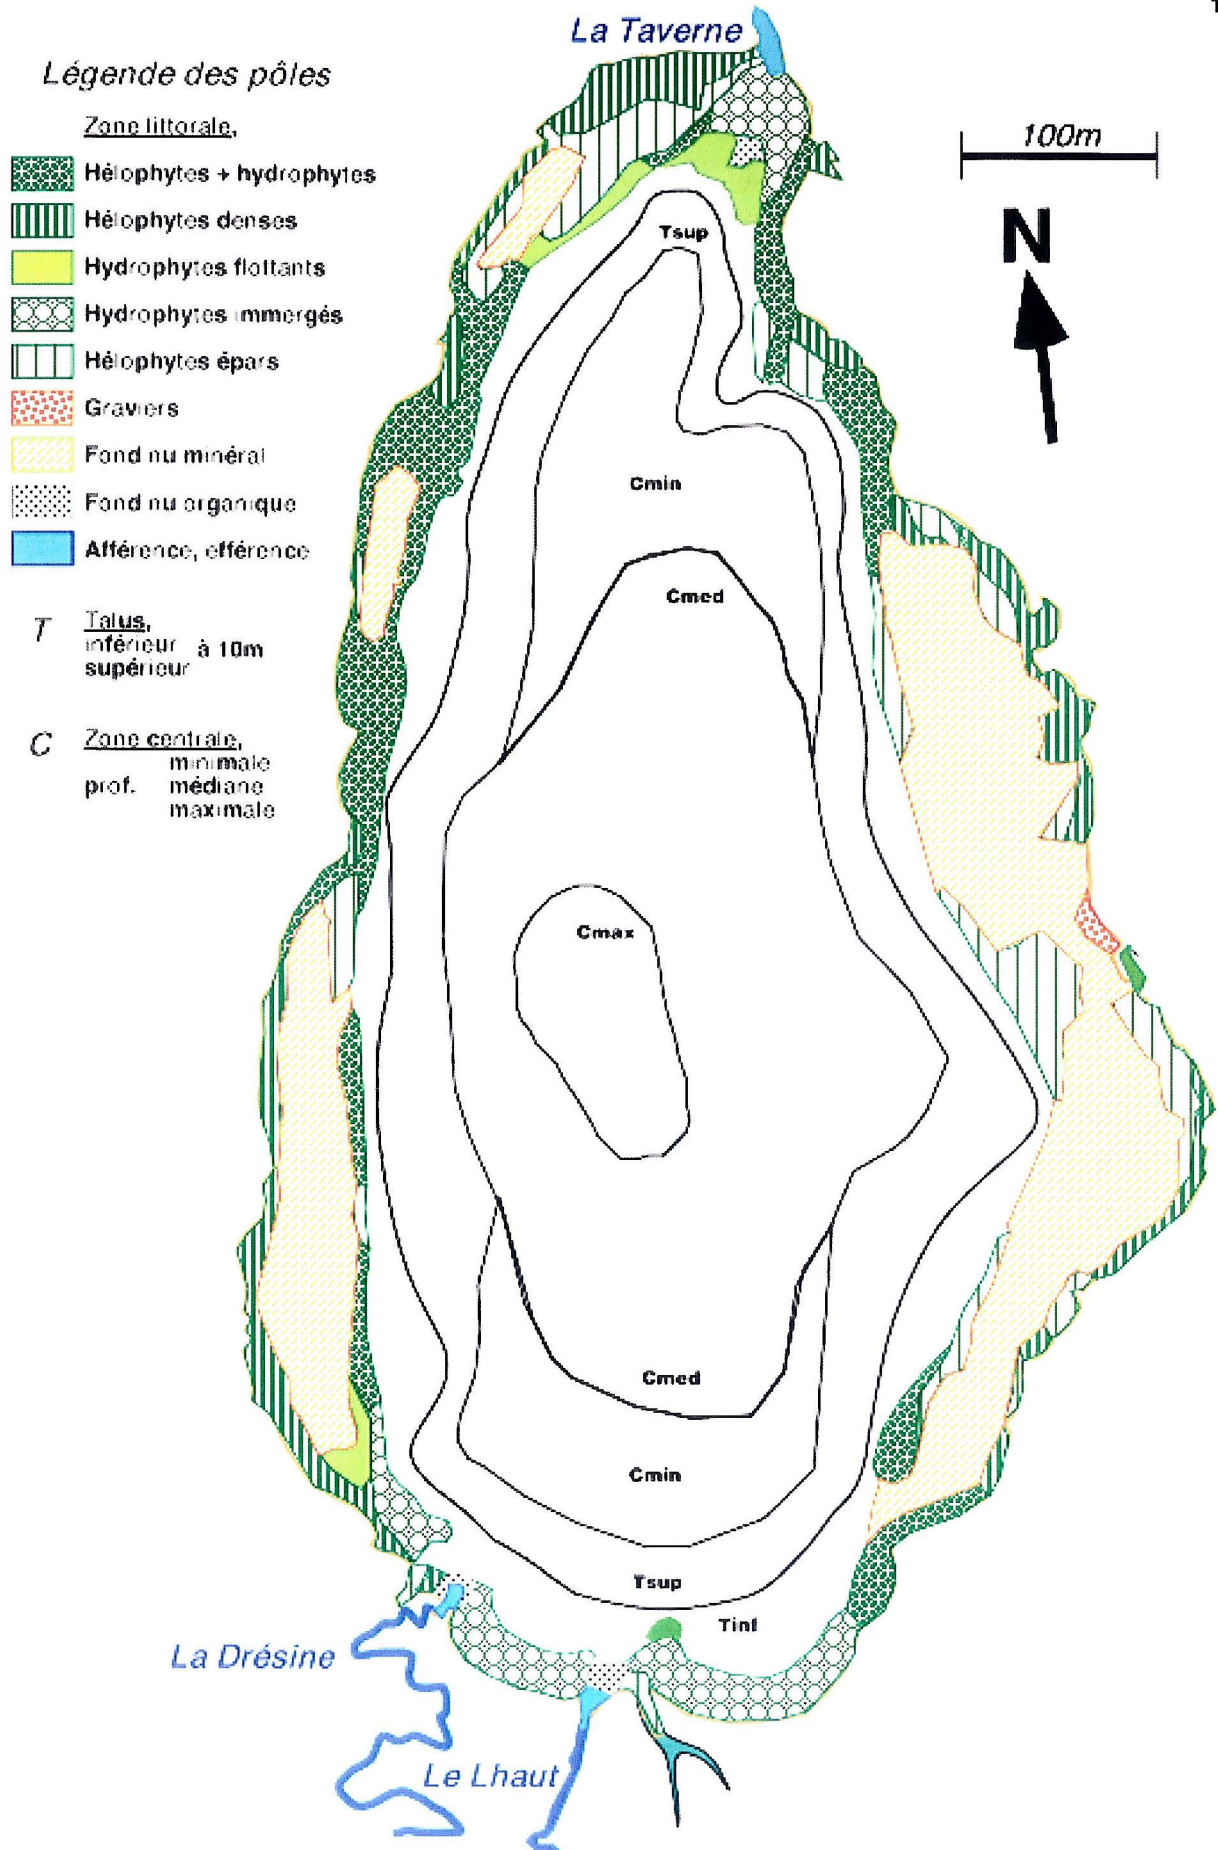 La Taverne
Légende des pôles
Zone littorale,
Hélophytes + hydrophytes
Hélophytes denses
Hydrophytes flottants
Hydrophytes immergés
Hélophytes épars
Graviers
Fond nu minéral
Fond nu organique
Afférence, efférence
T Talus,
inférieur
supérieur
à 10m
C Zone centrale,
minimale
prof. médiane
maximale
100m
N
Tsup
Cmin
Cmed
Cmax
Cmed
Cmin
Tsup
Tinf
La Drésine
Le Lhaut